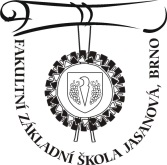 FAKULTNÍ ZÁKLADNÍ ŠKOLA JASANOVÁ, BRNO